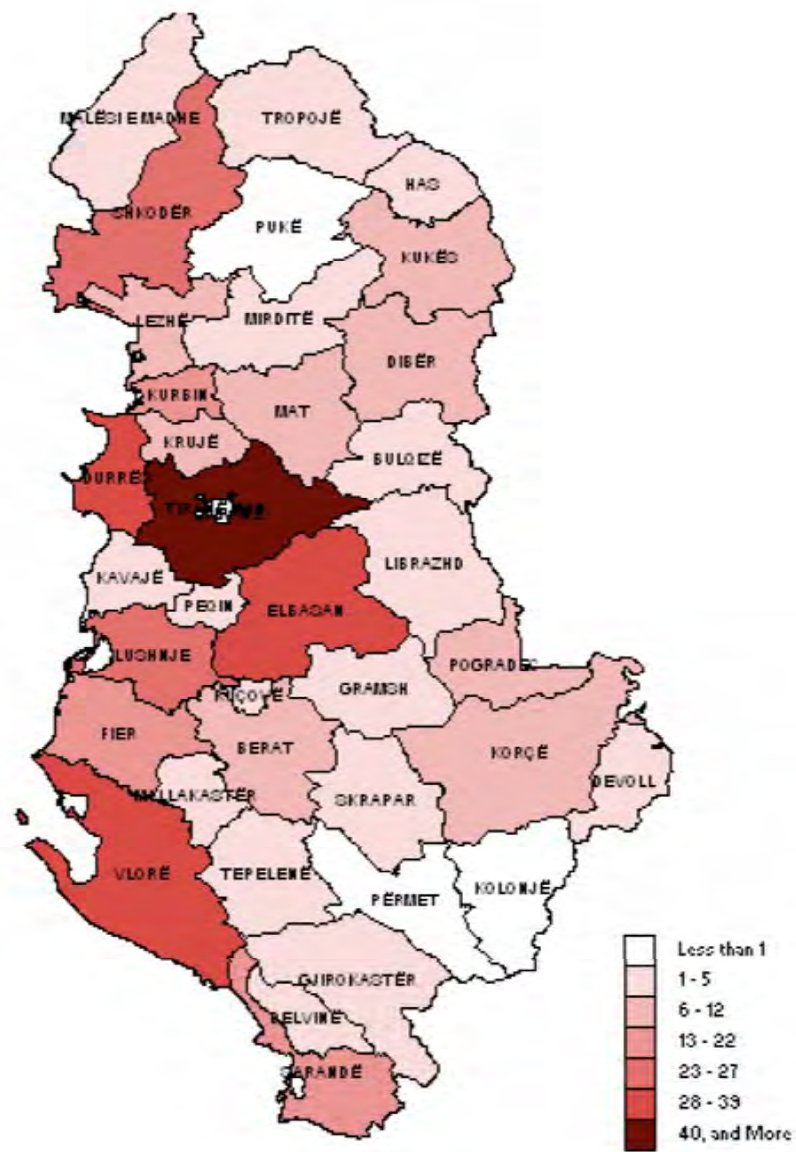 MALËSI E MADHE
TROPOJË
HAS
SHKODËR
PUKË
KUKËS
LEZHË
MIRDITË
DIBËR
KURBIN
MAT
KRUJË
BULQIZË
DURRËS
LIBRAZHD
KAVAJË
PEQIN
ELBASAN
LUSHNJE
POGRADEC
GRAMSH
KUÇOVË
FIER
BERAT
KORÇË
DEVOLL
MALLAKASTËR
SKRAPAR
VLORË
TEPELENË
PËRMET
KOLONJË
GJIROKASTËR
DELVINË
SARANDË
Less than 1
1 - 5
6 - 12
13 - 22
23 - 27
28 - 39
40, and More